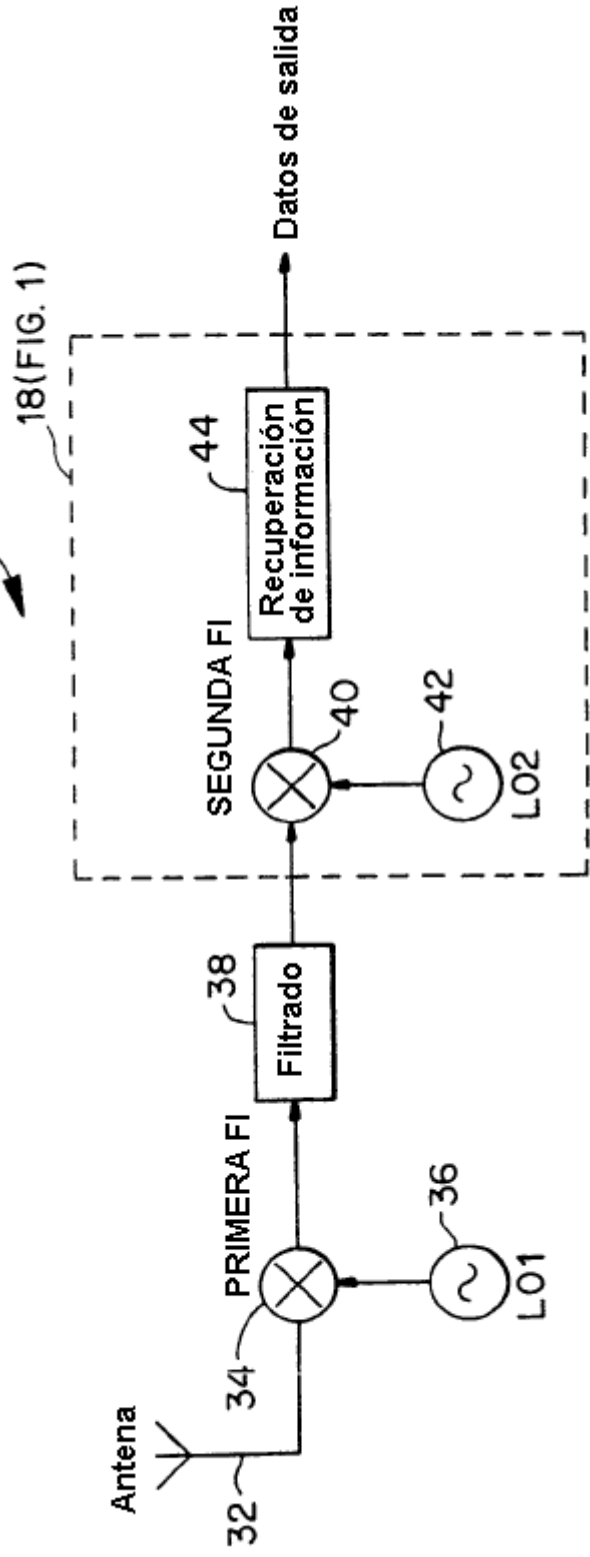 18(FIG. 1)
Antena
32
34
PRIMERA FI
36
LO1
38
Filtrado
SEGUNDA FI
40
42
LO2
44
Recuperación
de información
Datos de salida